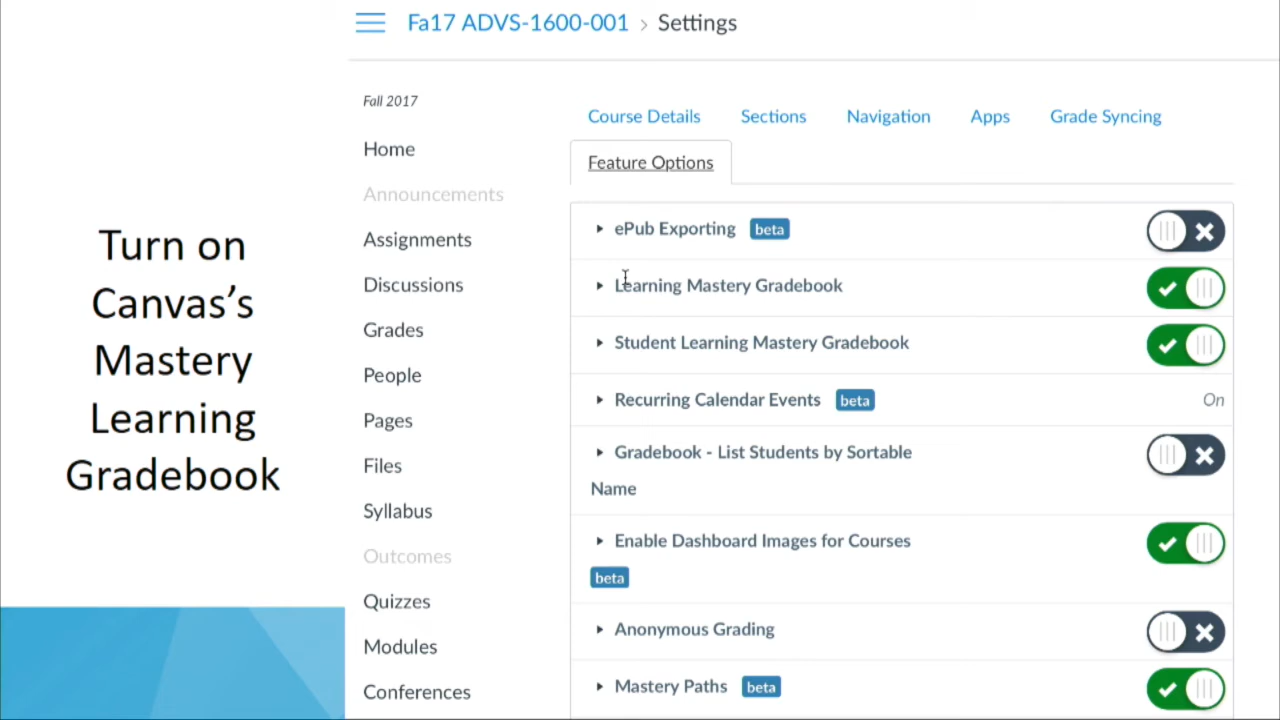 Turn on
Canvas's
Mastery
Learning
Gradebook
Fa17 ADVS-1600-001 › Settings
Fall 2017
Home
Announcements
Assignments
Discussions
Grades
People
Pages
Files
Syllabus
Outcomes
Quizzes
Modules
Conferences
Course Details Sections Navigation Apps Grade Syncing
Feature Options
ePub Exporting beta
Learning Mastery Gradebook
Student Learning Mastery Gradebook
Recurring Calendar Events beta On
Gradebook - List Students by Sortable
Name
Enable Dashboard Images for Courses
beta
Anonymous Grading
Mastery Paths beta